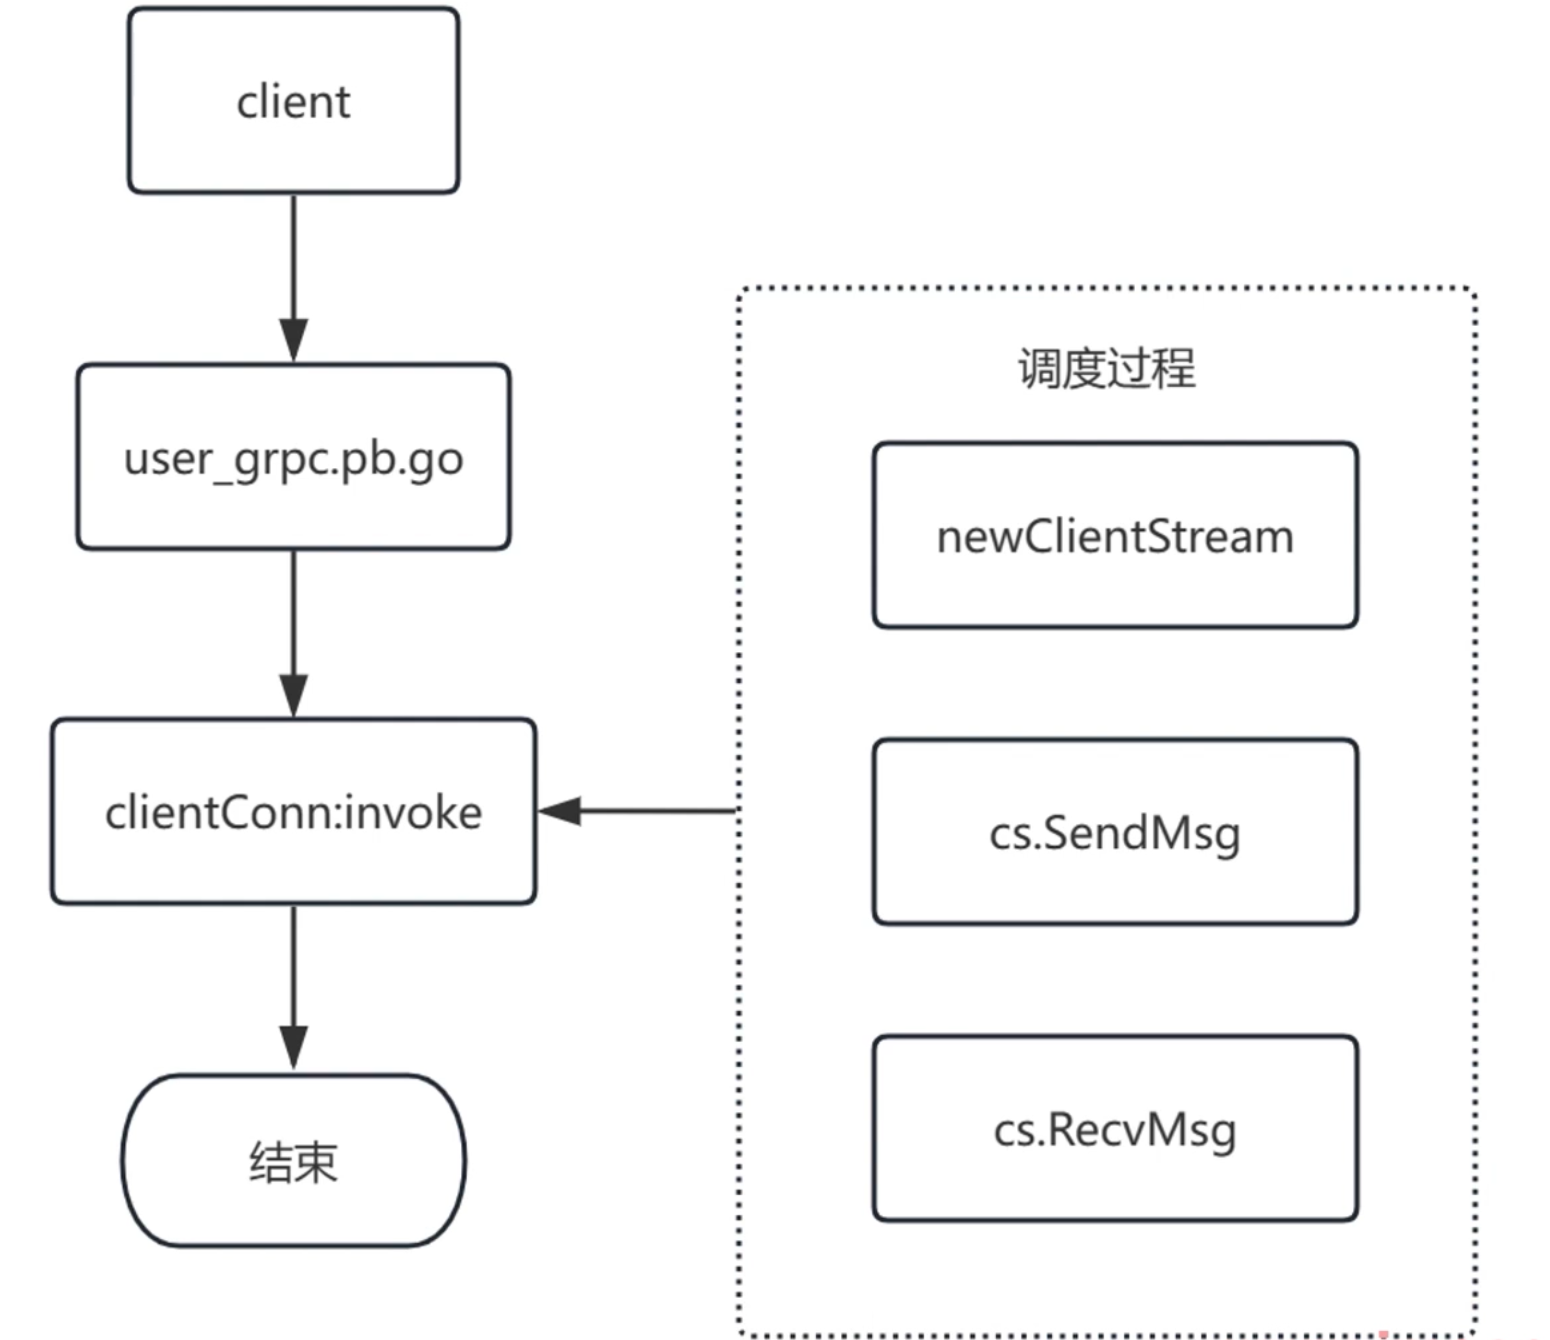 client
user_grpc.pb.go
clientConn:invoke
结束
调度过程
newClientStream
cs.SendMsg
cs.RecvMsg